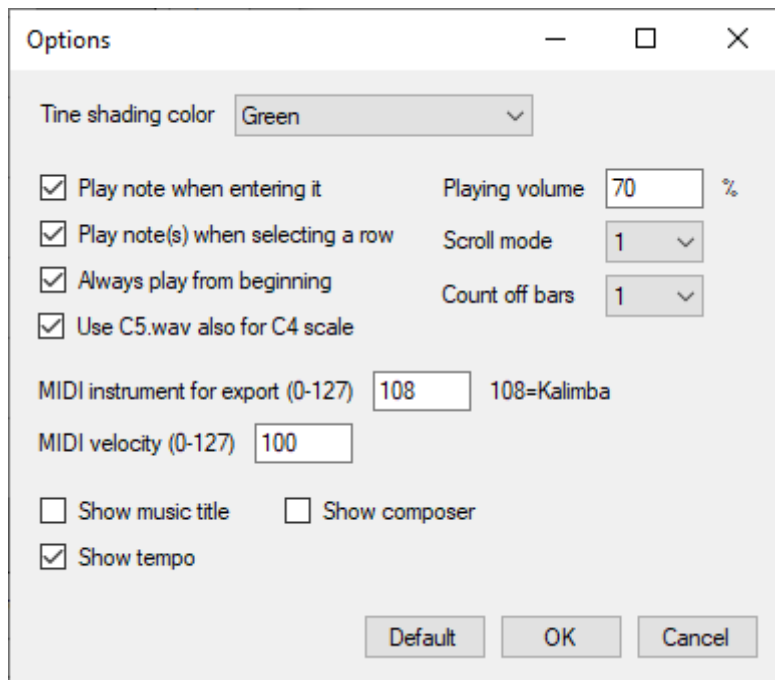 Options
Tine shading color Green
Play note when entering it Playing volume 70 %
Play note(s) when selecting a row Scroll mode 1
Always play from beginning Count off bars 1
Use C5.wav also for C4 scale
MIDI instrument for export (0-127) 108 108=Kalimba
MIDI velocity (0-127) 100
Show music title Show composer
Show tempo
Default OK Cancel